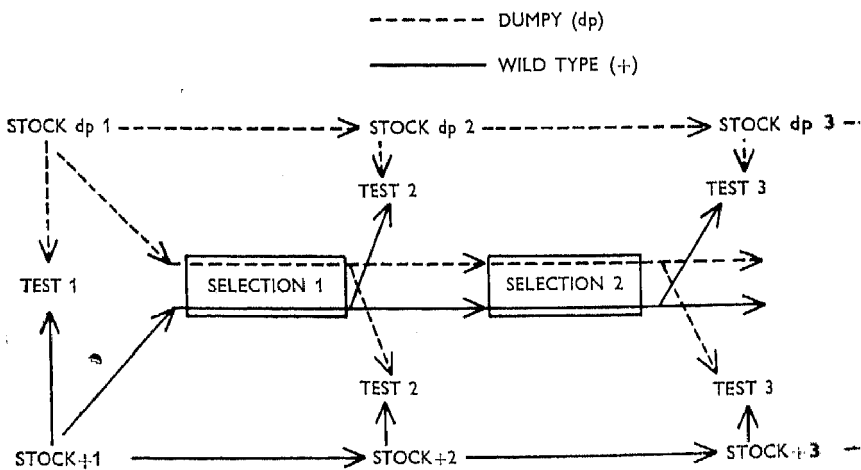 DUMPY (dp)
WILD TYPE (+)
STOCK dp 1
STOCK dp 2
STOCK dp 3
TEST 2
TEST 3
TEST 1
SELECTION 1
SELECTION 2
TEST 2
TEST 3
STOCK+1
STOCK+2
STOCK+3